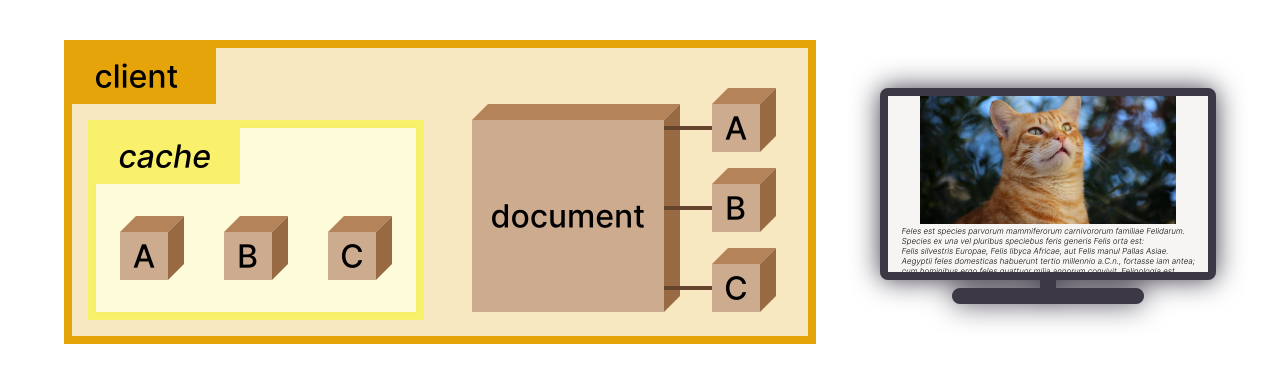 client
cache
A
B
C
document
A
B
C
Feles est species parvorum mammiferorum carnivororum familiae Felidarum.
Species ex una vel pluribus speciebus feris generis Felis orta est:
Felis silvestris Europae, Felis libyca Africae, aut Felis manul Pallas Asiae.
Aegyptii feles domesticas habuerunt tertio millennio a.C.n., fortasse iam antea;
cum hominibus ergo feles quattuor milia annorum convivit. Felinologia est